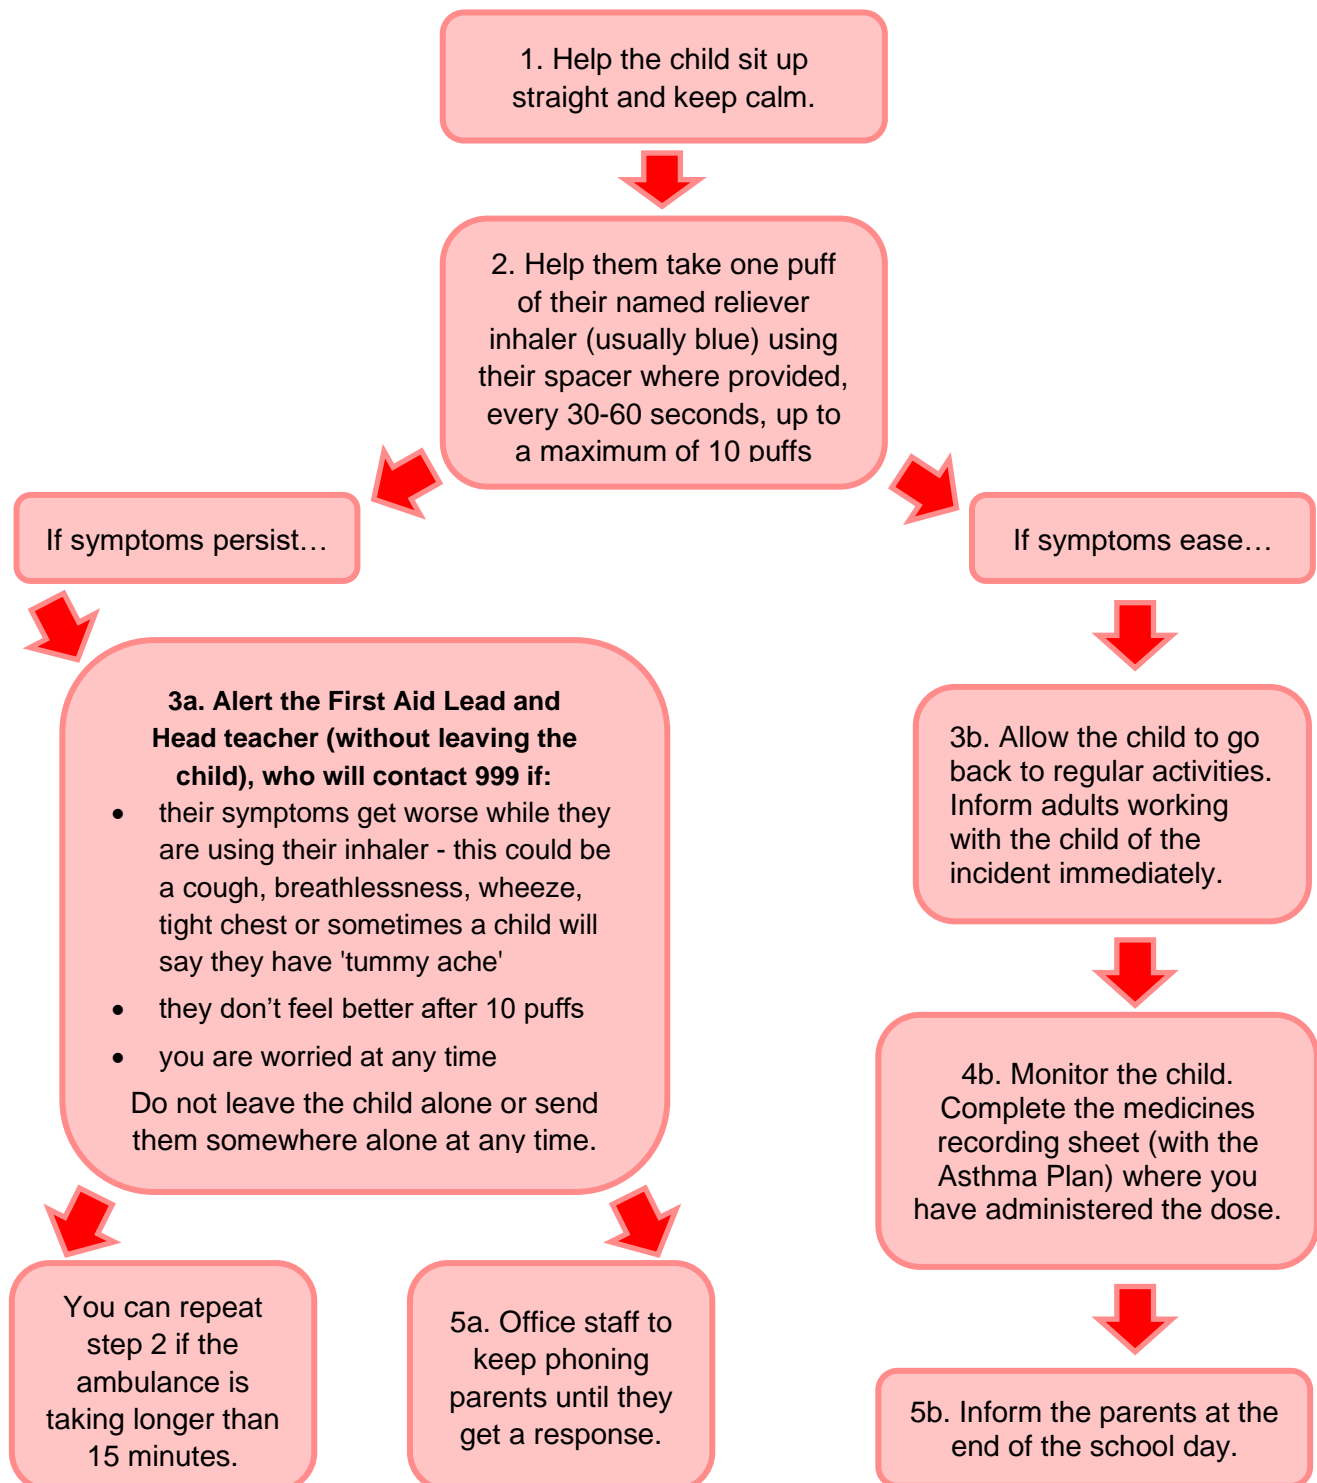 1. Help the child sit up
straight and keep calm.
2. Help them take one puff
of their named reliever
inhaler (usually blue) using
their spacer where provided,
every 30-60 seconds, up to
a maximum of 10 puffs
If symptoms persist…
If symptoms ease…
3a. Alert the First Aid Lead and
Head teacher (without leaving the
child), who will contact 999 if:
• their symptoms get worse while they
are using their inhaler - this could be
a cough, breathlessness, wheeze,
tight chest or sometimes a child will
say they have 'tummy ache'
• they don’t feel better after 10 puffs
• you are worried at any time
Do not leave the child alone or send
them somewhere alone at any time.
3b. Allow the child to go
back to regular activities.
Inform adults working
with the child of the
incident immediately.
4b. Monitor the child.
Complete the medicines
recording sheet (with the
Asthma Plan) where you
have administered the dose.
You can repeat
step 2 if the
ambulance is
taking longer than
15 minutes.
5a. Office staff to
keep phoning
parents until they
get a response.
5b. Inform the parents at the
end of the school day.